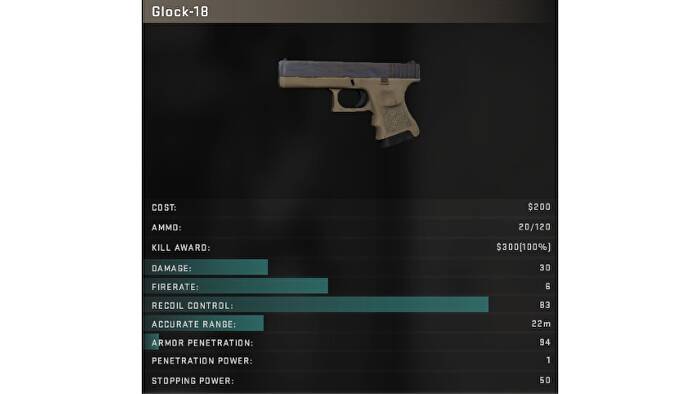 Glock-18
COST: $200
AMMO: 20/120
KILL AWARD: $300(100%)
DAMAGE: 30
FIRERATE: 6
RECOIL CONTROL: 83
ACCURATE RANGE: 22m
ARMOR PENETRATION: 94
PENETRATION POWER: 1
STOPPING POWER: 50